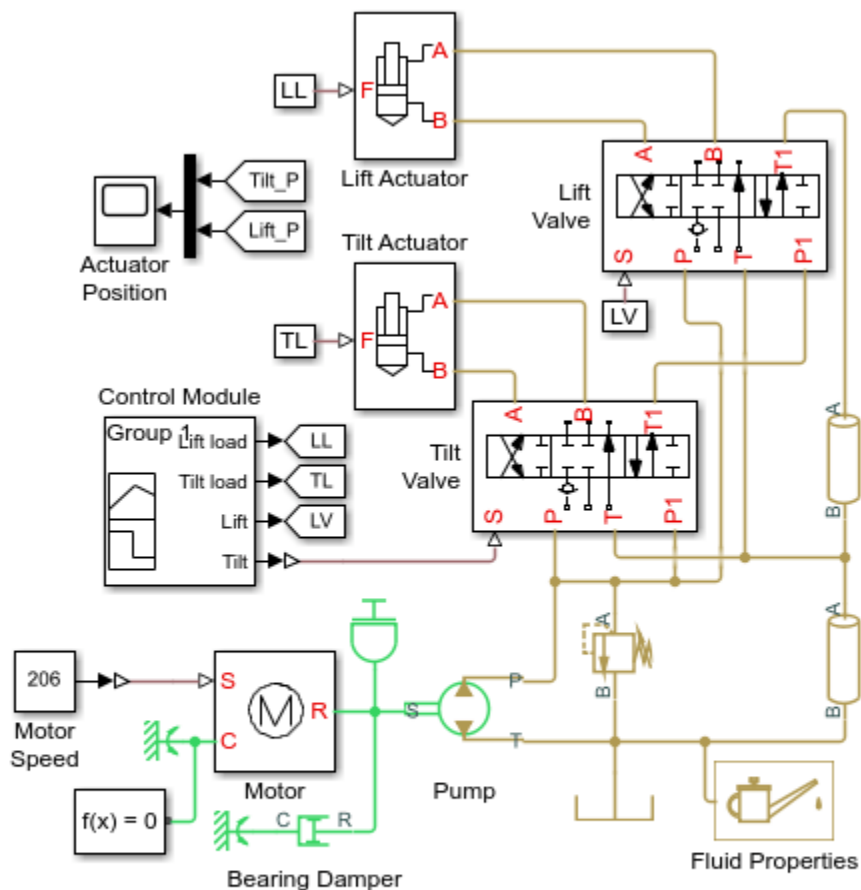 A
LL
F
B
Lift Actuator
A
B
T1
Lift
Valve
S
P
T
P1
LV
Tilt_P
Lift_P
Actuator
Position
Tilt Actuator
A
TL
F
B
Control Module
Group 1
Lift load
LL
Tilt load
TL
Lift
LV
Tilt
A
B
T1
Tilt
Valve
S
P
T
P1
A
B
A
B
A
B
206
Motor
Speed
S
R
C
Motor
S
P
T
Pump
f(x) = 0
C
R
Bearing Damper
Fluid Properties
M